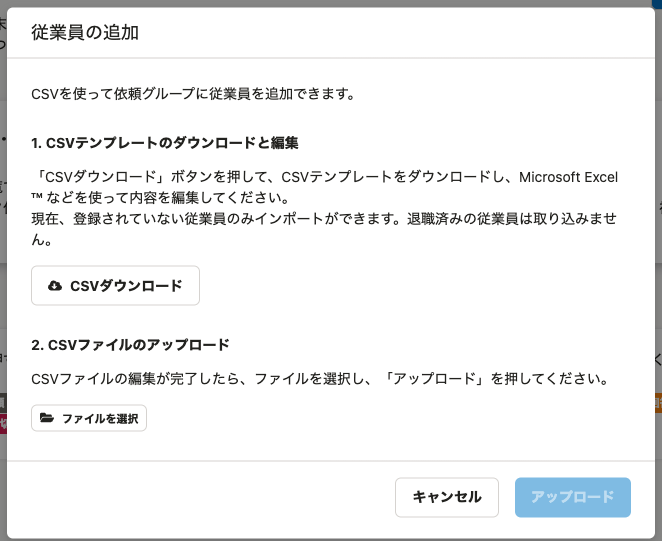 従業員の追加
CSVを使って依頼グループに従業員を追加できます。
1. CSVテンプレートのダウンロードと編集
「CSVダウンロード」ボタンを押して、CSVテンプレートをダウンロードし、Microsoft Excel
™ などを使って内容を編集してください。
現在、登録されていない従業員のみインポートができます。退職済みの従業員は取り込みませ
ん。
CSVダウンロード
2. CSVファイルのアップロード
CSVファイルの編集が完了したら、ファイルを選択し、「アップロード」を押してください。
ファイルを選択
キャンセル
アップロード